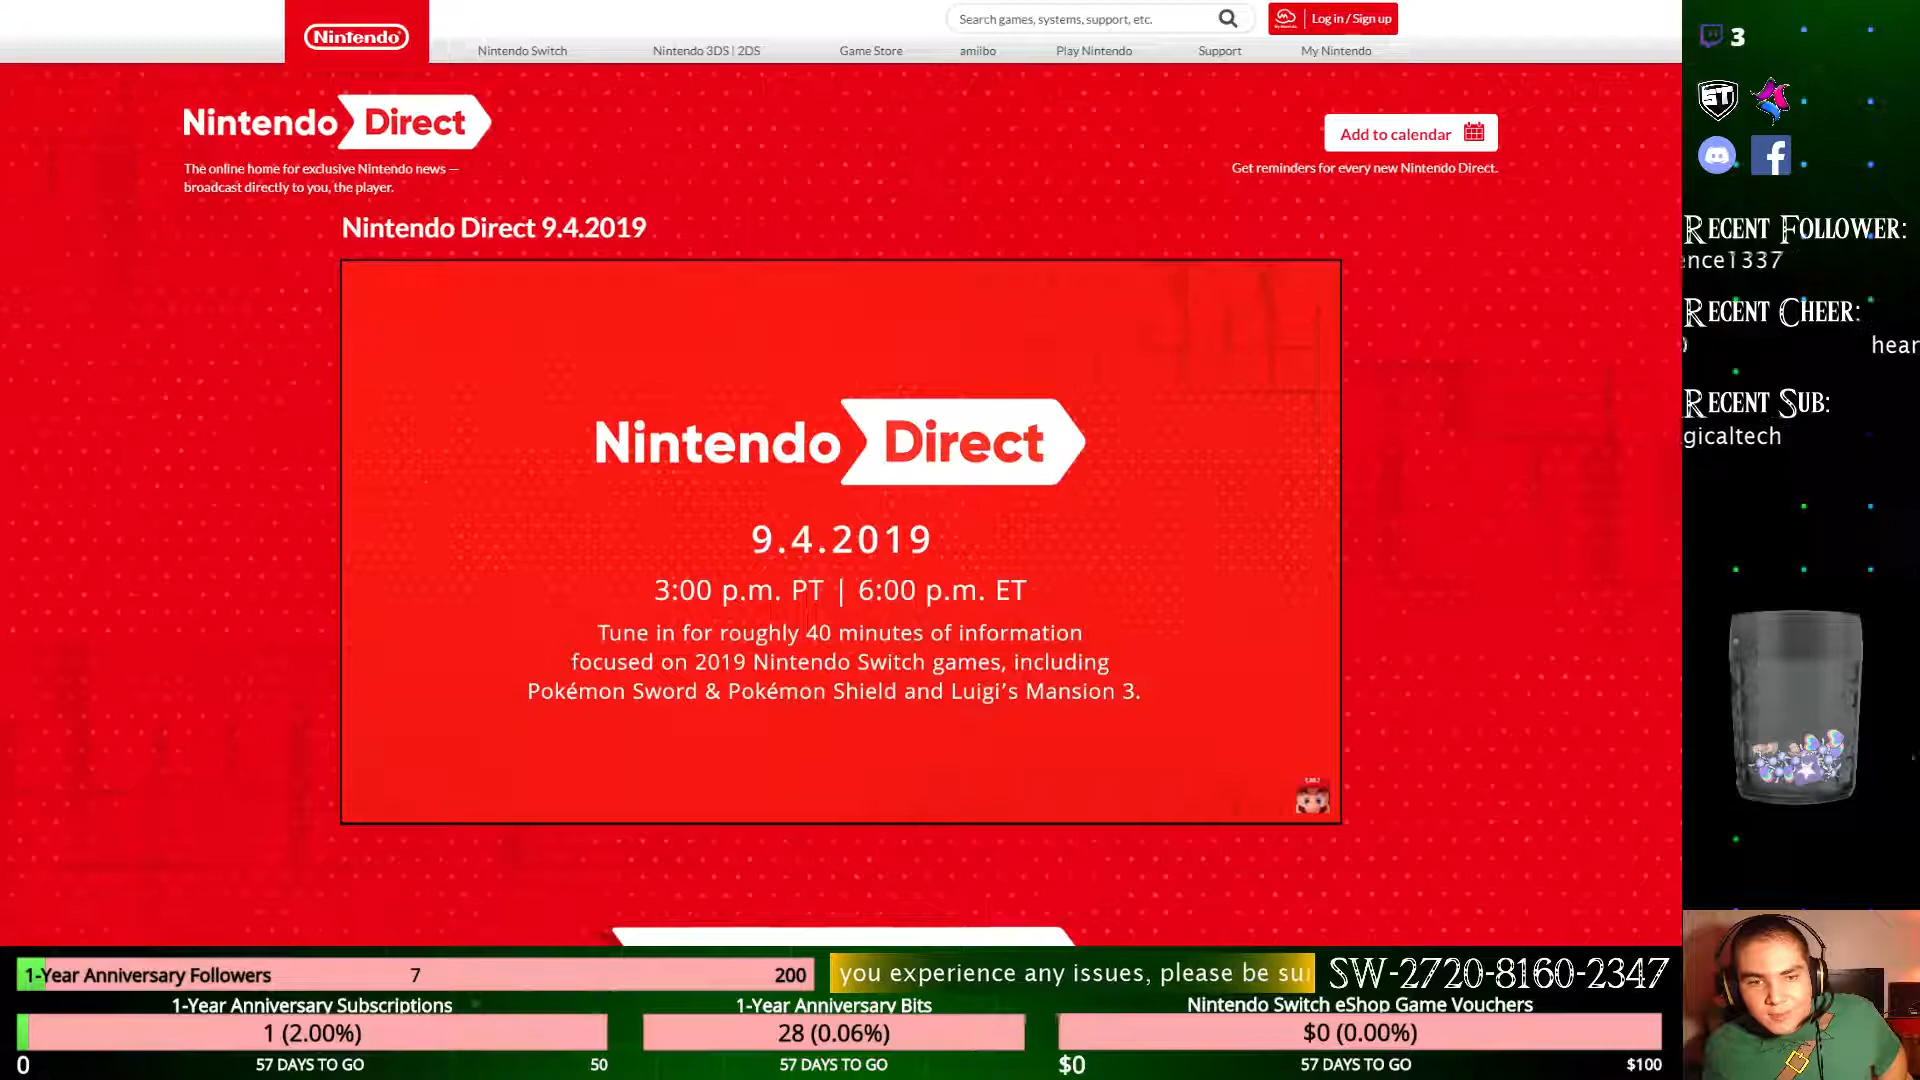 Nintendo
Search games, systems, support, etc.
Log in / Sign up
Nintendo Switch
Nintendo 3DS | 2DS
Game Store
amiibo
Play Nintendo
Support
My Nintendo
Nintendo Direct
The online home for exclusive Nintendo news —
broadcast directly to you, the player.
Add to calendar
Get reminders for every new Nintendo Direct.
Nintendo Direct 9.4.2019
Nintendo Direct
9.4.2019
3:00 p.m. PT | 6:00 p.m. ET
Tune in for roughly 40 minutes of information
focused on 2019 Nintendo Switch games, including
Pokémon Sword & Pokémon Shield and Luigi's Mansion 3.
3
ST
Recent Follower:
ence1337
Recent Cheer:
hear
Recent Sub:
gicaltech
1-Year Anniversary Followers 7 200
you experience any issues, please be su
SW-2720-8160-2347
1-Year Anniversary Subscriptions
1 (2.00%)
0 57 DAYS TO GO 50
1-Year Anniversary Bits
28 (0.06%)
57 DAYS TO GO
Nintendo Switch eShop Game Vouchers
$0 (0.00%)
$0 57 DAYS TO GO $100